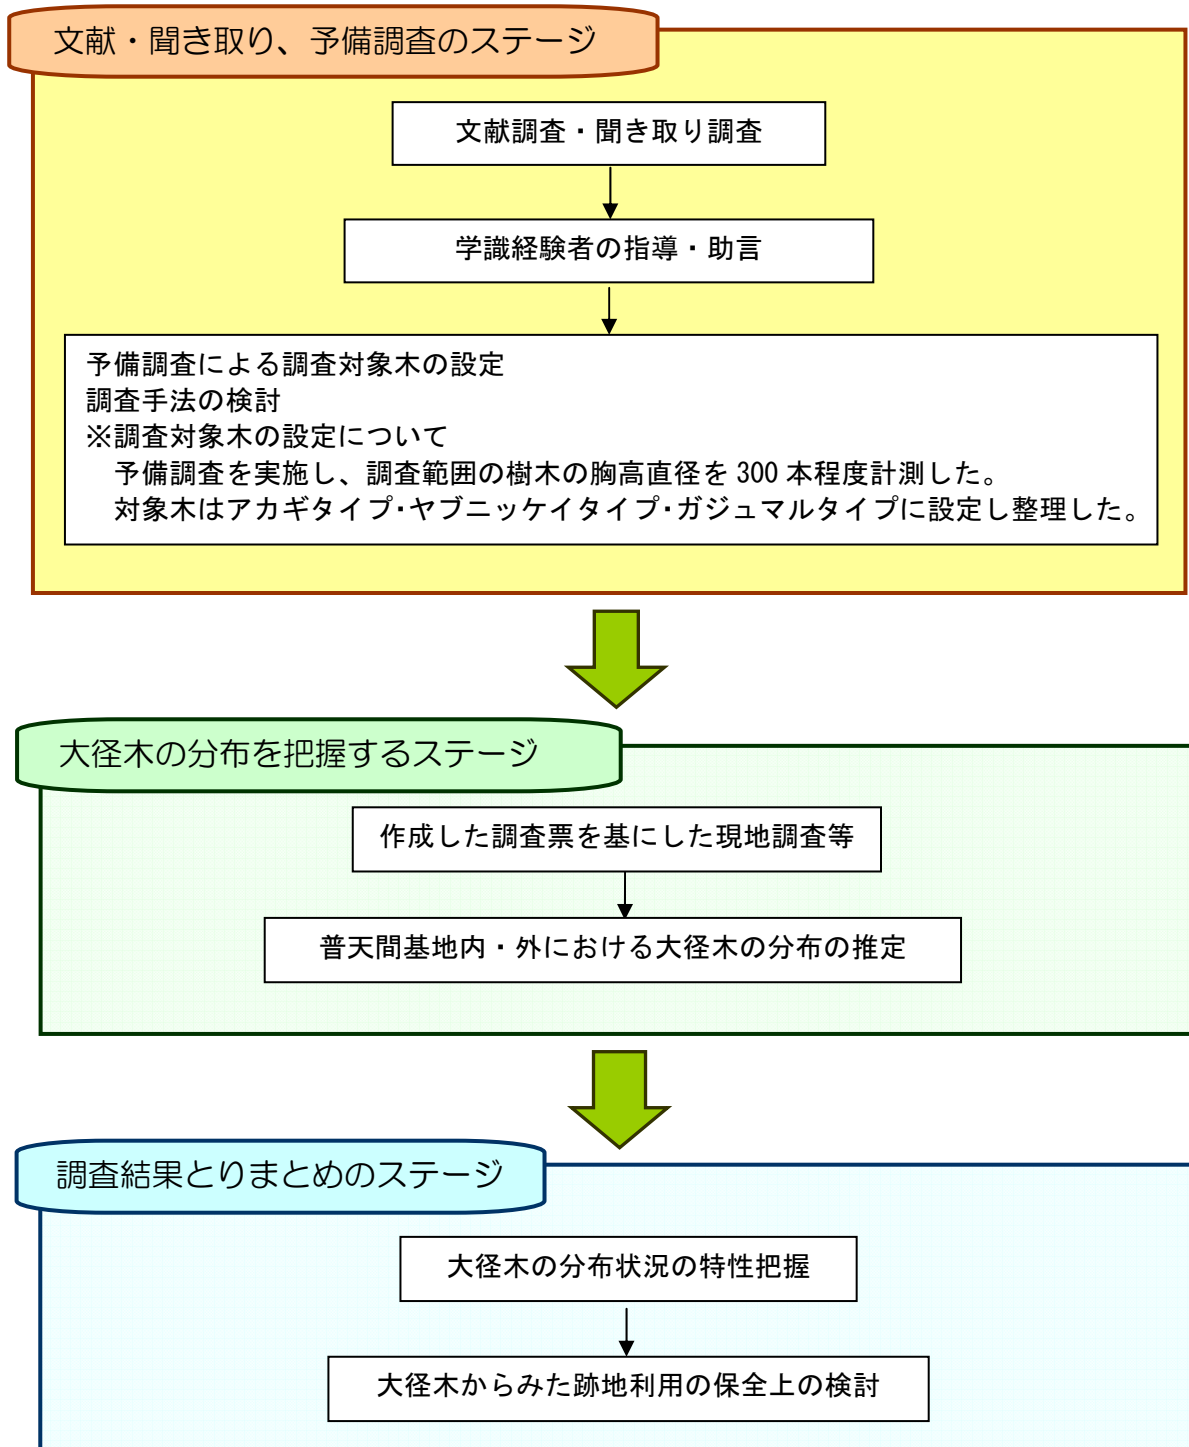 文献・聞き取り、予備調査のステージ
文献調査・聞き取り調査
学識経験者の指導・助言
予備調査による調査対象木の設定
調査手法の検討
※調査対象木の設定について
予備調査を実施し、調査範囲の樹木の胸高直径を 300 本程度計測した。
対象木はアカギタイプ・ヤブニッケイタイプ・ガジュマルタイプに設定し整理した。
大径木の分布を把握するステージ
作成した調査票を基にした現地調査等
普天間基地内・外における大径木の分布の推定
調査結果とりまとめのステージ
大径木の分布状況の特性把握
大径木からみた跡地利用の保全上の検討